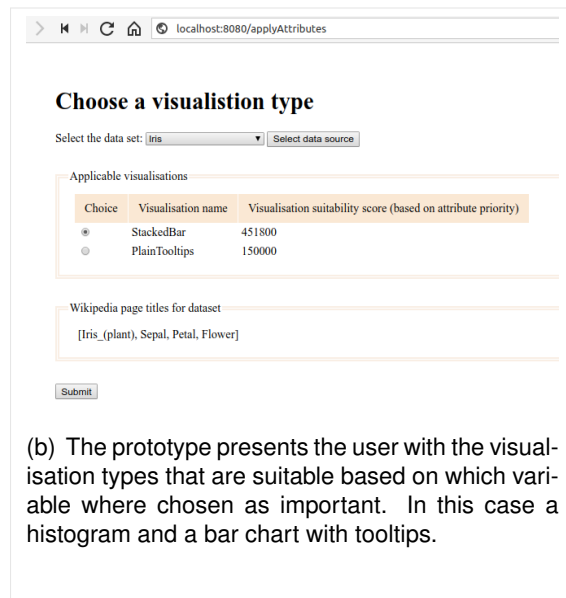 localhost:8080/applyAttributes
Choose a visualistion type
Select the data set: Iris Select data source
Applicable visualisations
Choice Visualisation name Visualisation suitability score (based on attribute priority)
StackedBar 451800
PlainTooltips 150000
Wikipedia page titles for dataset
[Iris_(plant), Sepal, Petal, Flower]
Submit
(b) The prototype presents the user with the visual-
isation types that are suitable based on which vari-
able where chosen as important. In this case a
histogram and a bar chart with tooltips.